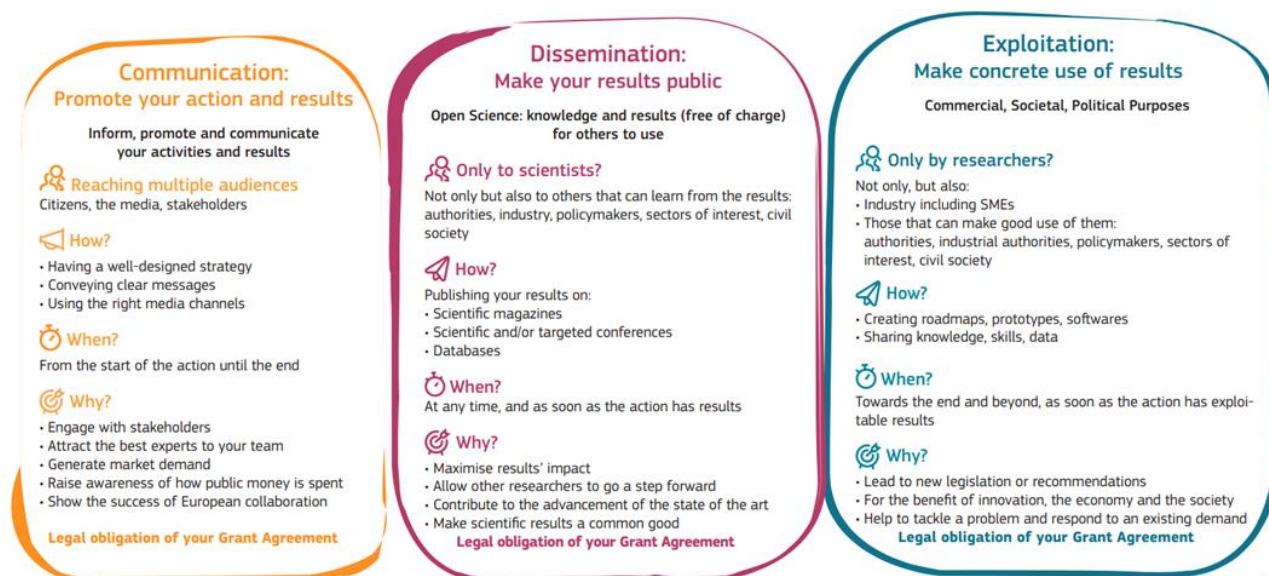 Communication:
Promote your action and results
Inform, promote and communicate
your activities and results
Reaching multiple audiences
Citizens, the media, stakeholders
How?
• Having a well-designed strategy
• Conveying clear messages
• Using the right media channels
When?
From the start of the action until the end
Why?
• Engage with stakeholders
• Attract the best experts to your team
• Generate market demand
• Raise awareness of how public money is spent
• Show the success of European collaboration
Legal obligation of your Grant Agreement
Dissemination:
Make your results public
Open Science: knowledge and results (free of charge)
for others to use
Only to scientists?
Not only but also to others that can learn from the results:
authorities, industry, policymakers, sectors of interest, civil
society
How?
Publishing your results on:
• Scientific magazines
• Scientific and/or targeted conferences
• Databases
When?
At any time, and as soon as the action has results
Why?
• Maximise results' impact
• Allow other researchers to go a step forward
• Contribute to the advancement of the state of the art
• Make scientific results a common good
Legal obligation of your Grant Agreement
Exploitation:
Make concrete use of results
Commercial, Societal, Political Purposes
Only by researchers?
Not only, but also:
• Industry including SMEs
• Those that can make good use of them:
authorities, industrial authorities, policymakers, sectors of
interest, civil society
How?
• Creating roadmaps, prototypes, softwares
• Sharing knowledge, skills, data
When?
Towards the end and beyond, as soon as the action has exploi-
table results
Why?
• Lead to new legislation or recommendations
• For the benefit of innovation, the economy and the society
• Help to tackle a problem and respond to an existing demand
Legal obligation of your Grant Agreement